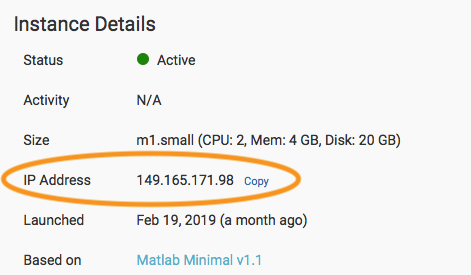 Instance Details
Status Active
Activity N/A
Size m1.small (CPU: 2, Mem: 4 GB, Disk: 20 GB)
IP Address 149.165.171.98 Copy
Launched Feb 19, 2019 (a month ago)
Based on Matlab Minimal v1.1